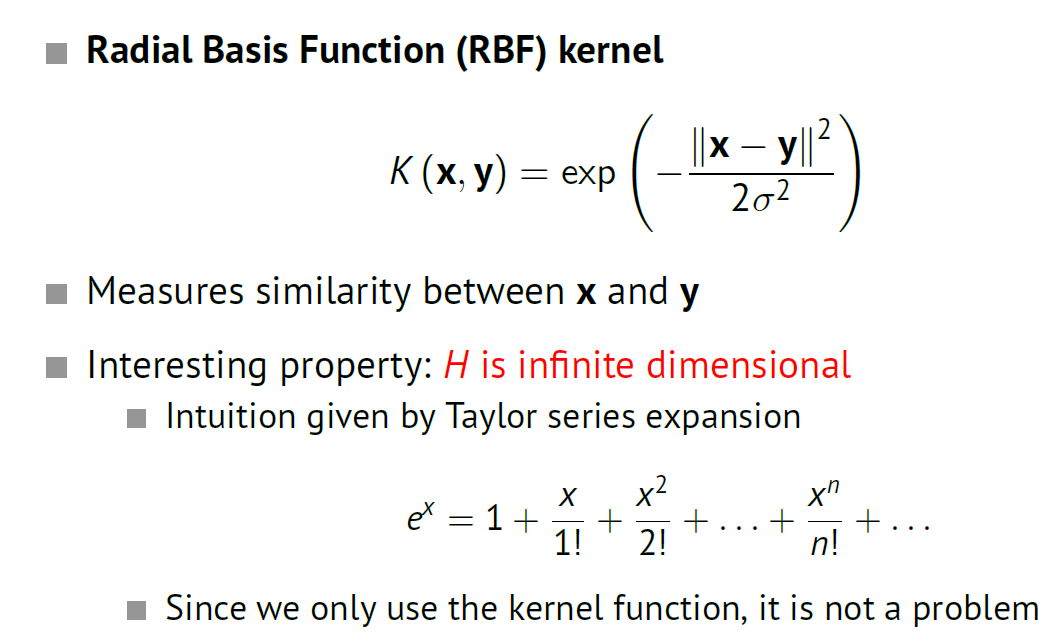 Radial Basis Function (RBF) kernel
K (x, y) = exp ( − ‖x − y‖² / 2σ² )
Measures similarity between x and y
Interesting property: H is infinite dimensional
Intuition given by Taylor series expansion
eˣ = 1 + x/1! + x²/2! + . . . + xⁿ/n! + . . .
Since we only use the kernel function, it is not a problem